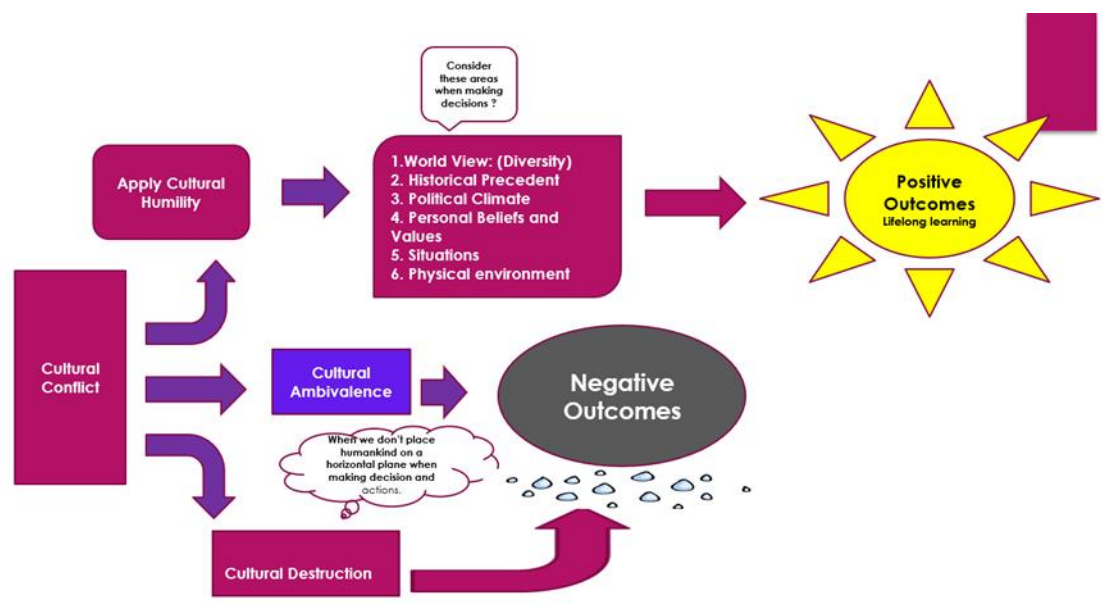 Consider
these areas
when making
decisions ?
Apply Cultural
Humility
1.World View: (Diversity)
2. Historical Precedent
3. Political Climate
4. Personal Beliefs and
Values
5. Situations
6. Physical environment
Positive
Outcomes
Lifelong learning
Cultural
Conflict
Cultural
Ambivalence
Negative
Outcomes
When we don't place
humankind on a
horizontal plane when
making decision and
actions.
Cultural Destruction